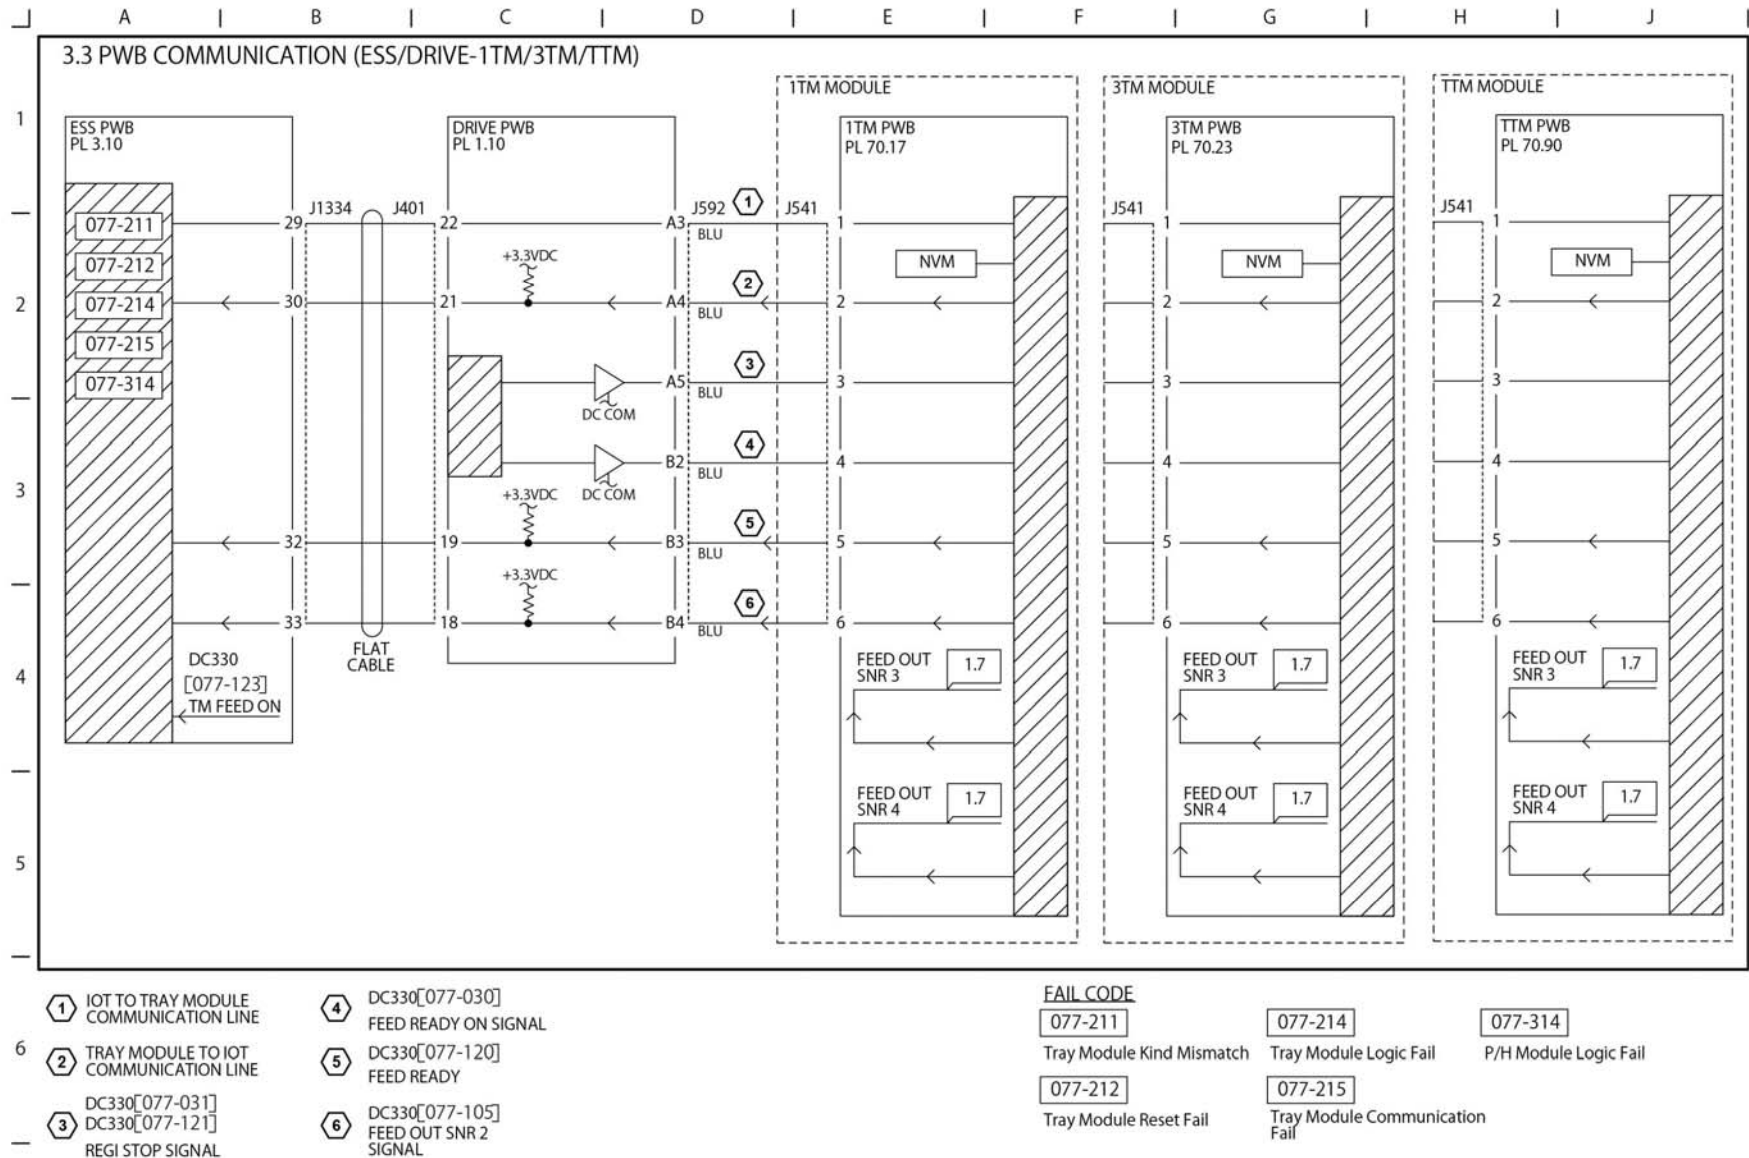 A B C D E F G H J
3.3 PWB COMMUNICATION (ESS/DRIVE-1TM/3TM/TTM)
1TM MODULE
3TM MODULE
TTM MODULE
1
2
3
4
5
6
ESS PWB
PL 3.10
DRIVE PWB
PL 1.10
1TM PWB
PL 70.17
3TM PWB
PL 70.23
TTM PWB
PL 70.90
077-211
077-212
077-214
077-215
077-314
J1334
J401
J592
J541
J541
J541
29
30
32
33
22
21
19
18
A3
A4
A5
B2
B3
B4
BLU
BLU
BLU
BLU
BLU
BLU
1
2
3
4
5
6
+3.3VDC
+3.3VDC
+3.3VDC
DC COM
DC COM
FLAT
CABLE
DC330
[077-123]
TM FEED ON
1
2
3
4
5
6
NVM
FEED OUT
SNR 3
1.7
FEED OUT
SNR 4
1.7
1
2
3
4
5
6
NVM
FEED OUT
SNR 3
1.7
FEED OUT
SNR 4
1.7
1
2
3
4
5
6
NVM
FEED OUT
SNR 3
1.7
FEED OUT
SNR 4
1.7
1 IOT TO TRAY MODULE
COMMUNICATION LINE
2 TRAY MODULE TO IOT
COMMUNICATION LINE
3 DC330[077-031]
DC330[077-121]
REGI STOP SIGNAL
4 DC330[077-030]
FEED READY ON SIGNAL
5 DC330[077-120]
FEED READY
6 DC330[077-105]
FEED OUT SNR 2
SIGNAL
FAIL CODE
077-211
Tray Module Kind Mismatch
077-212
Tray Module Reset Fail
077-214
Tray Module Logic Fail
077-215
Tray Module Communication
Fail
077-314
P/H Module Logic Fail